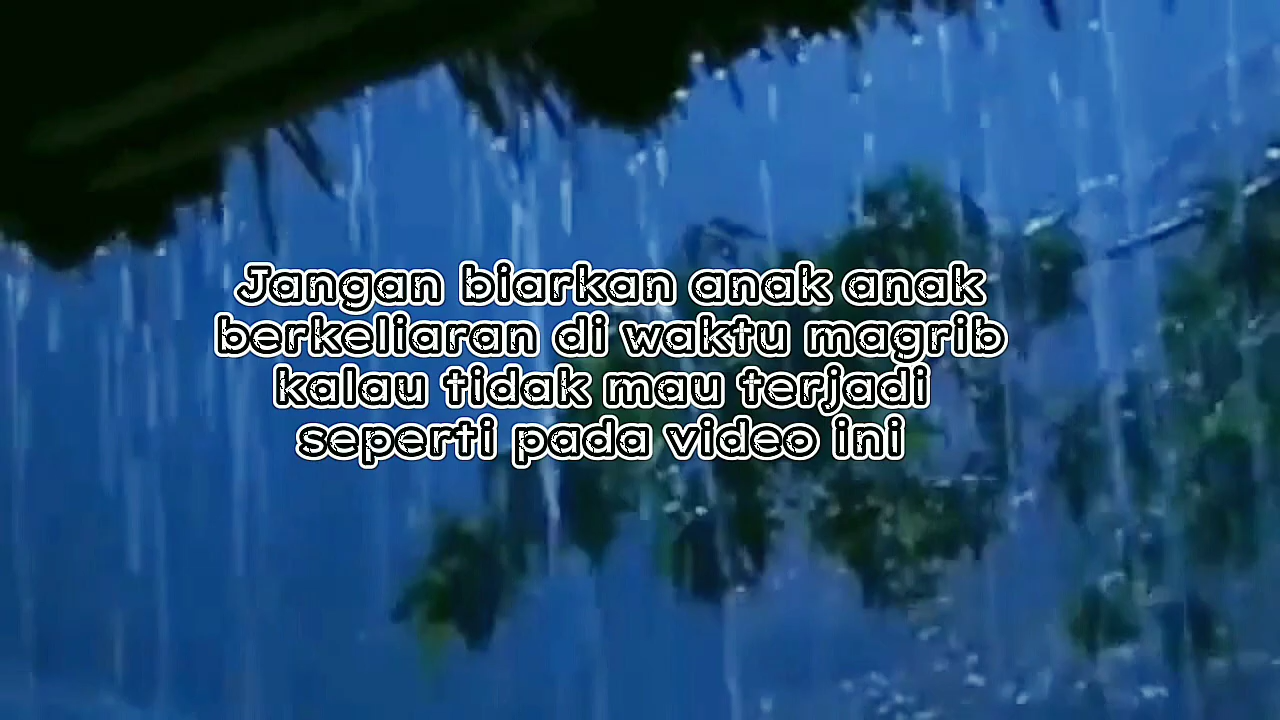 Jangan biarkan anak anak
berkeliaran di waktu magrib
kalau tidak mau terjadi
seperti pada video ini